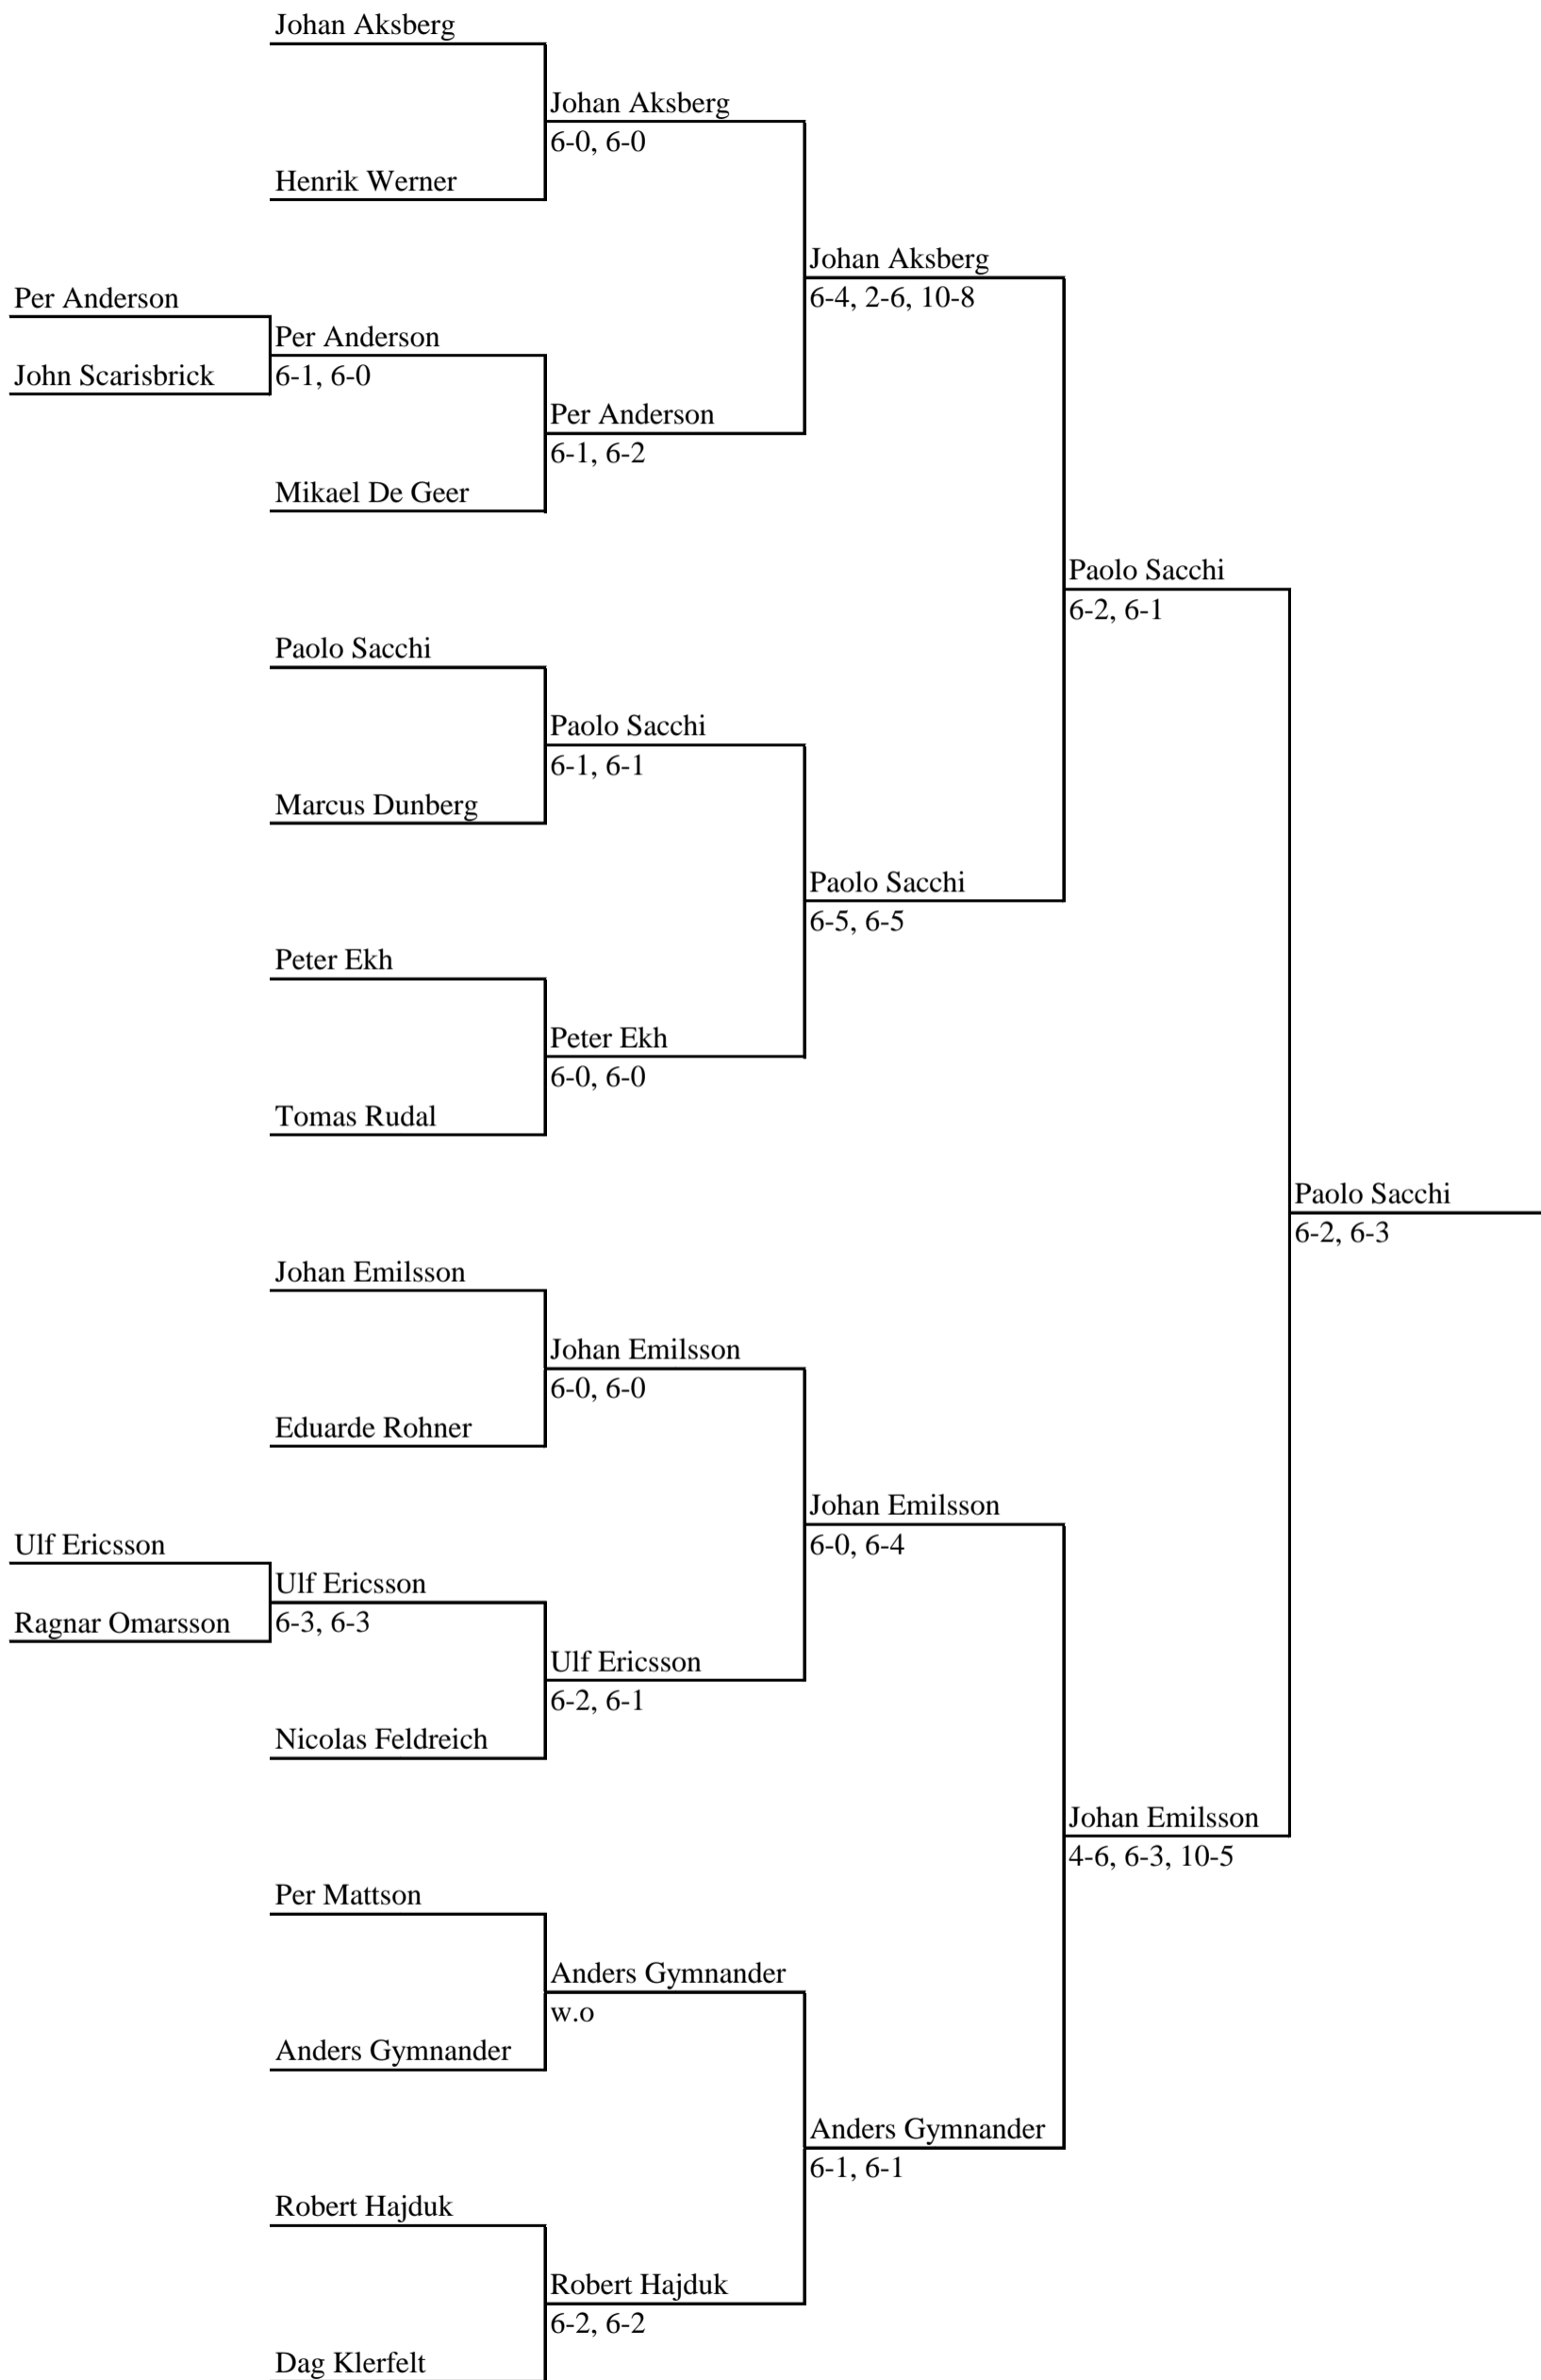 Johan Aksberg
Johan Aksberg
6-0, 6-0
Henrik Werner
Johan Aksberg
6-4, 2-6, 10-8
Per Anderson
Per Anderson
John Scarisbrick
6-1, 6-0
Per Anderson
6-1, 6-2
Mikael De Geer
Paolo Sacchi
6-2, 6-1
Paolo Sacchi
Paolo Sacchi
6-1, 6-1
Marcus Dunberg
Paolo Sacchi
6-5, 6-5
Peter Ekh
Peter Ekh
6-0, 6-0
Tomas Rudal
Paolo Sacchi
6-2, 6-3
Johan Emilsson
Johan Emilsson
6-0, 6-0
Eduarde Rohner
Johan Emilsson
6-0, 6-4
Ulf Ericsson
Ulf Ericsson
Ragnar Omarsson
6-3, 6-3
Ulf Ericsson
6-2, 6-1
Nicolas Feldreich
Johan Emilsson
4-6, 6-3, 10-5
Per Mattson
Anders Gymnander
w.o
Anders Gymnander
Anders Gymnander
6-1, 6-1
Robert Hajduk
Robert Hajduk
6-2, 6-2
Dag Klerfelt